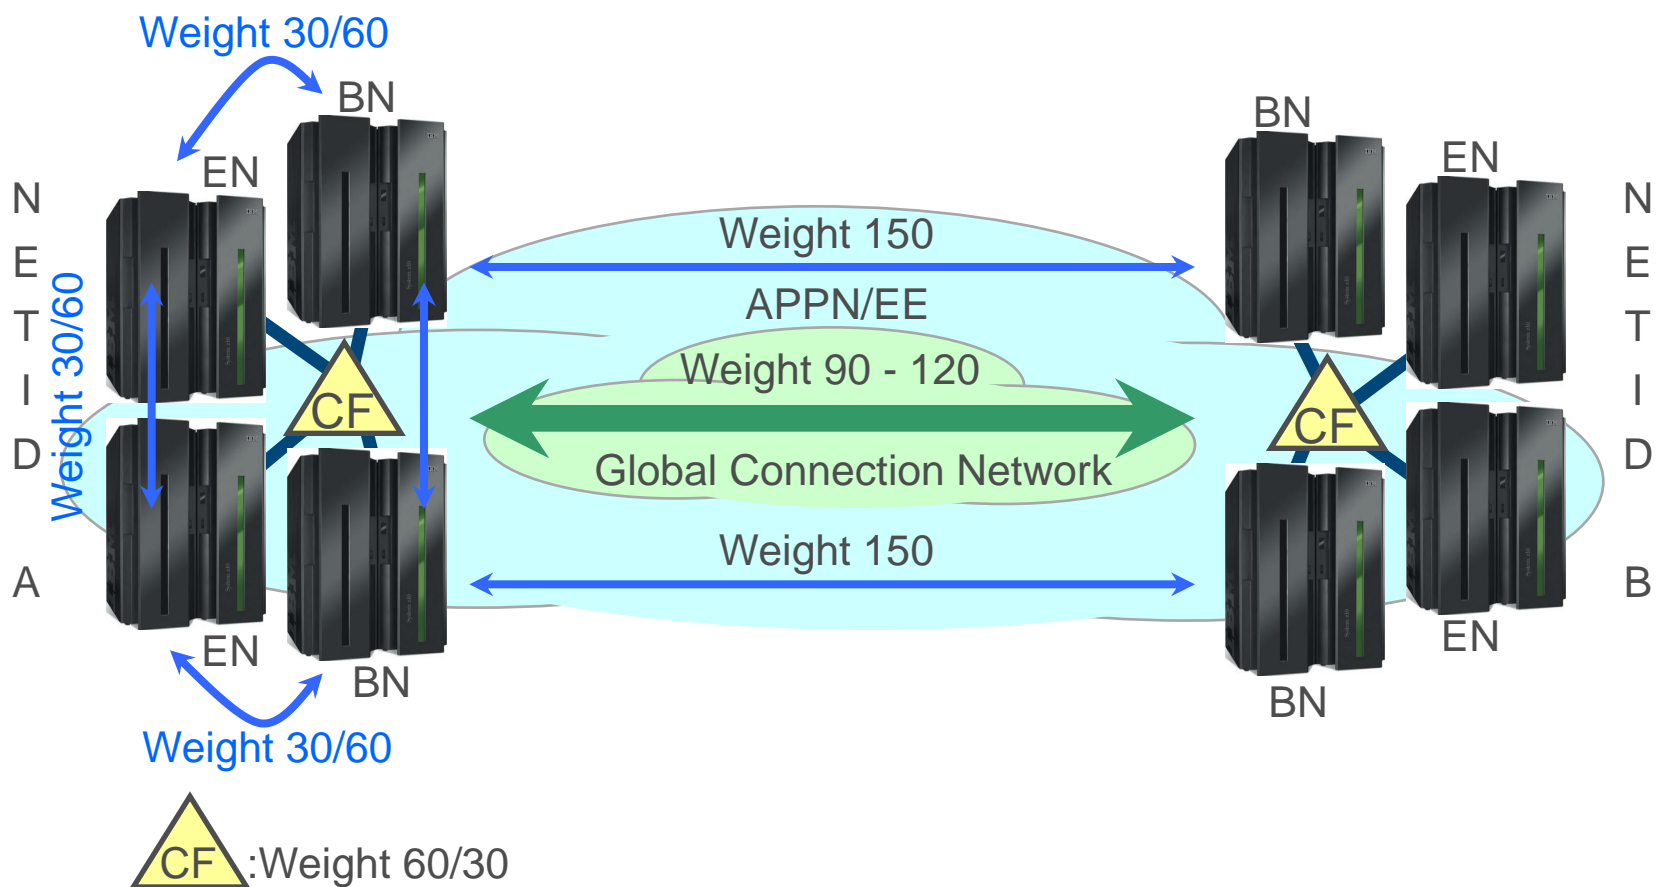 Weight 30/60
BN
BN
EN
EN
N
E
T
I
D
A
N
E
T
I
D
B
Weight 150
APPN/EE
Weight 30/60
Weight 90 - 120
CF
CF
Global Connection Network
Weight 150
EN
BN
EN
BN
Weight 30/60
CF :Weight 60/30